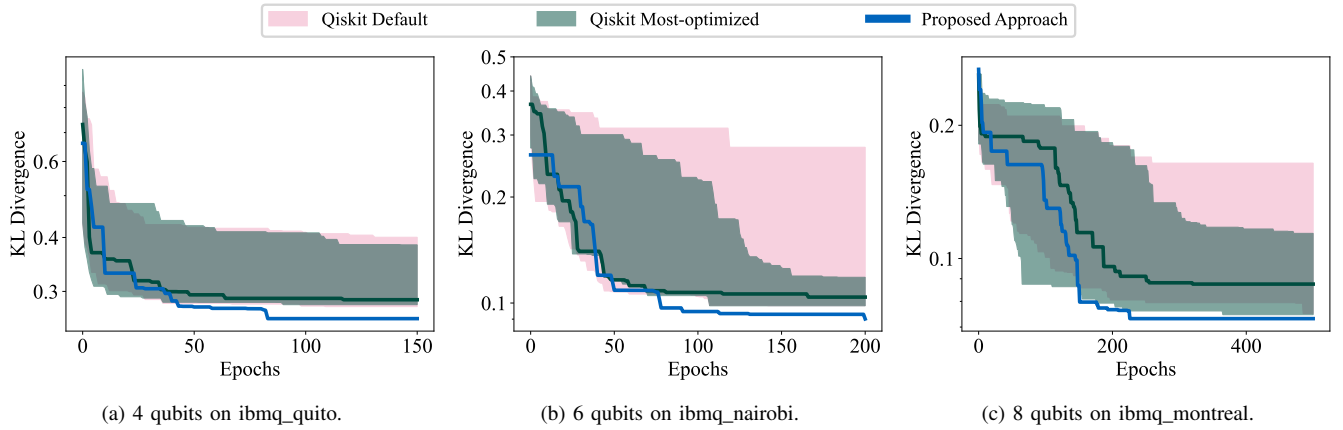 Qiskit Default Qiskit Most-optimized Proposed Approach
KL Divergence
0.6
0.4
0.3
0 50 100 150
Epochs
(a) 4 qubits on ibmq_quito.
KL Divergence
0.5
0.4
0.3
0.2
0.1
0 50 100 150 200
Epochs
(b) 6 qubits on ibmq_nairobi.
KL Divergence
0.2
0.1
0 200 400
Epochs
(c) 8 qubits on ibmq_montreal.